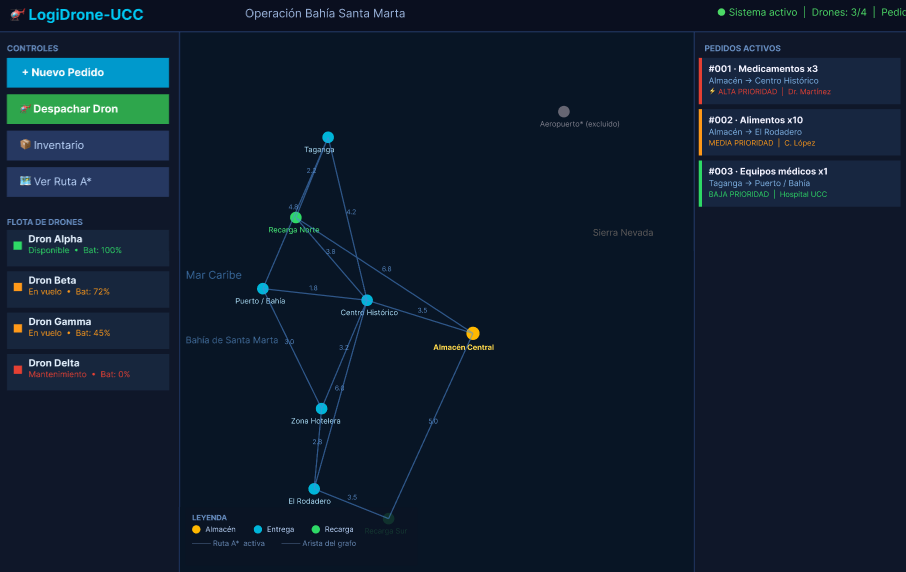 LogiDrone-UCC
Operación Bahía Santa Marta
Sistema activo | Drones: 3/4 | Pedic
CONTROLES
+ Nuevo Pedido
Despachar Dron
Inventario
Ver Ruta A*
FLOTA DE DRONES
Dron Alpha
Disponible • Bat: 100%
Dron Beta
En vuelo • Bat: 72%
Dron Gamma
En vuelo • Bat: 45%
Dron Delta
Mantenimiento • Bat: 0%
Aeropuerto* (excluido)
Taganga
2.2
4.8
4.2
Recarga Norte
Sierra Nevada
3.8
6.8
Mar Caribe
1.8
Puerto / Bahía
Centro Histórico
3.5
Bahía de Santa Marta
3.0
3.2
Almacén Central
6.8
Zona Hotelera
5.0
2.8
El Rodadero
3.5
Recarga Sur
LEYENDA
Almacén
Entrega
Recarga
Ruta A* activa
Arista del grafo
PEDIDOS ACTIVOS
#001 · Medicamentos x3
Almacén → Centro Histórico
⚡ ALTA PRIORIDAD | Dr. Martínez
#002 · Alimentos x10
Almacén → El Rodadero
MEDIA PRIORIDAD | C. López
#003 · Equipos médicos x1
Taganga → Puerto / Bahía
BAJA PRIORIDAD | Hospital UCC